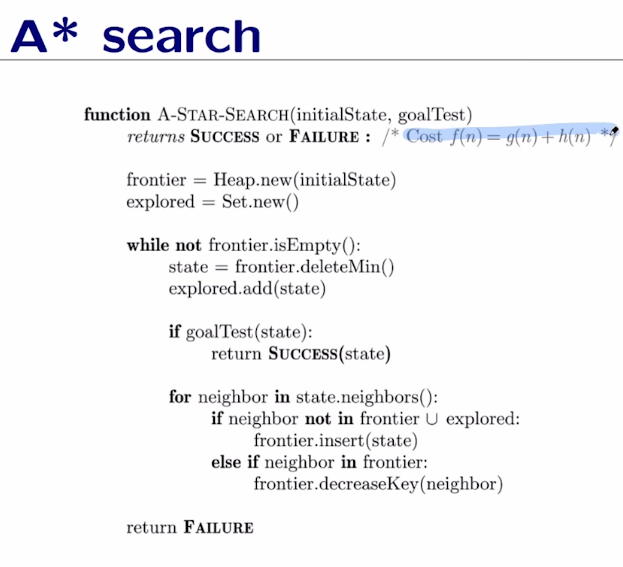 A* search
function A-STAR-SEARCH(initialState, goalTest)
returns SUCCESS or FAILURE : /* Cost f(n) = g(n) + h(n) */
frontier = Heap.new(initialState)
explored = Set.new()
while not frontier.isEmpty():
state = frontier.deleteMin()
explored.add(state)
if goalTest(state):
return SUCCESS(state)
for neighbor in state.neighbors():
if neighbor not in frontier ∪ explored:
frontier.insert(state)
else if neighbor in frontier:
frontier.decreaseKey(neighbor)
return FAILURE